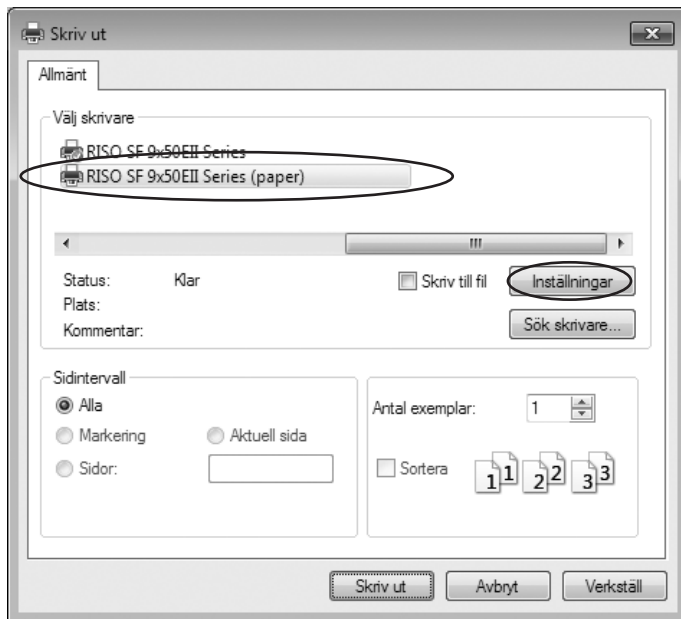 Skriv ut
Allmänt
Välj skrivare
RISO SF 9x50EII Series
RISO SF 9x50EII Series (paper)
Status: Klar
Skriv till fil
Inställningar
Plats:
Kommentar:
Sök skrivare...
Sidintervall
Alla
Markering
Aktuell sida
Sidor:
Antal exemplar: 1
Sortera
1 1 2 2 3 3
Skriv ut
Avbryt
Verkställ